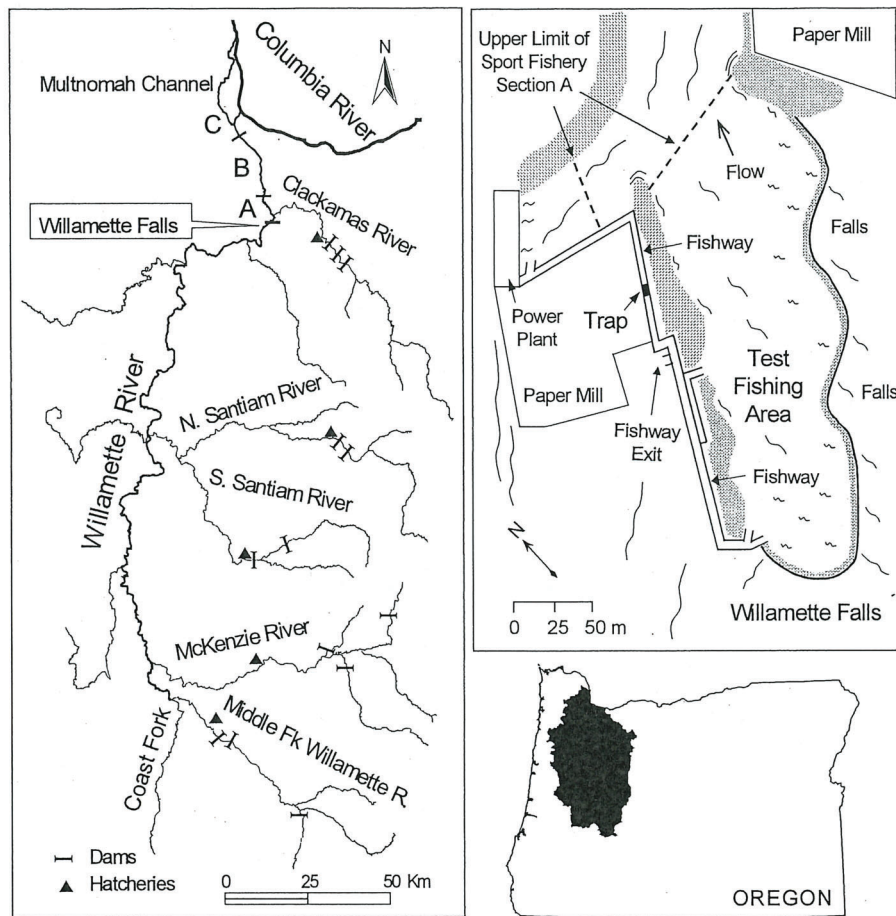 Columbia River
Multnomah Channel
N
C
B
A
Clackamas River
Willamette Falls
Willamette River
N. Santiam River
S. Santiam River
McKenzie River
Middle Fk Willamette R.
Coast Fork
Dams
Hatcheries
0 25 50 Km
Upper Limit of
Sport Fishery
Section A
Paper Mill
Flow
Falls
Fishway
Power
Plant
Trap
Test
Fishing
Area
Falls
Paper Mill
Fishway
Exit
Fishway
N
Willamette Falls
0 25 50 m
OREGON